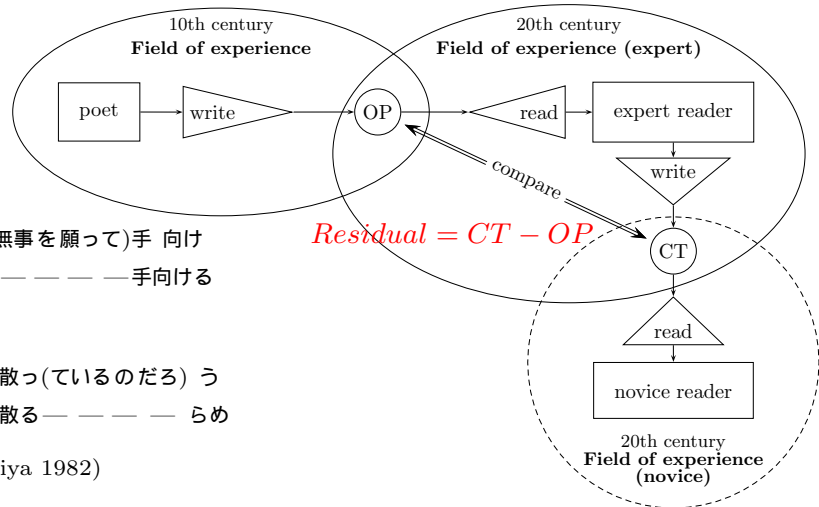 10th century
Field of experience
20th century
Field of experience (expert)
poet
write
OP
read
expert reader
write
compare
無事を願って)手 向け
Residual = CT − OP
CT
— — — —手向ける
read
散っ(ているのだろ) う
novice reader
散る— — — — らめ
20th century
Field of experience
(novice)
iya 1982)